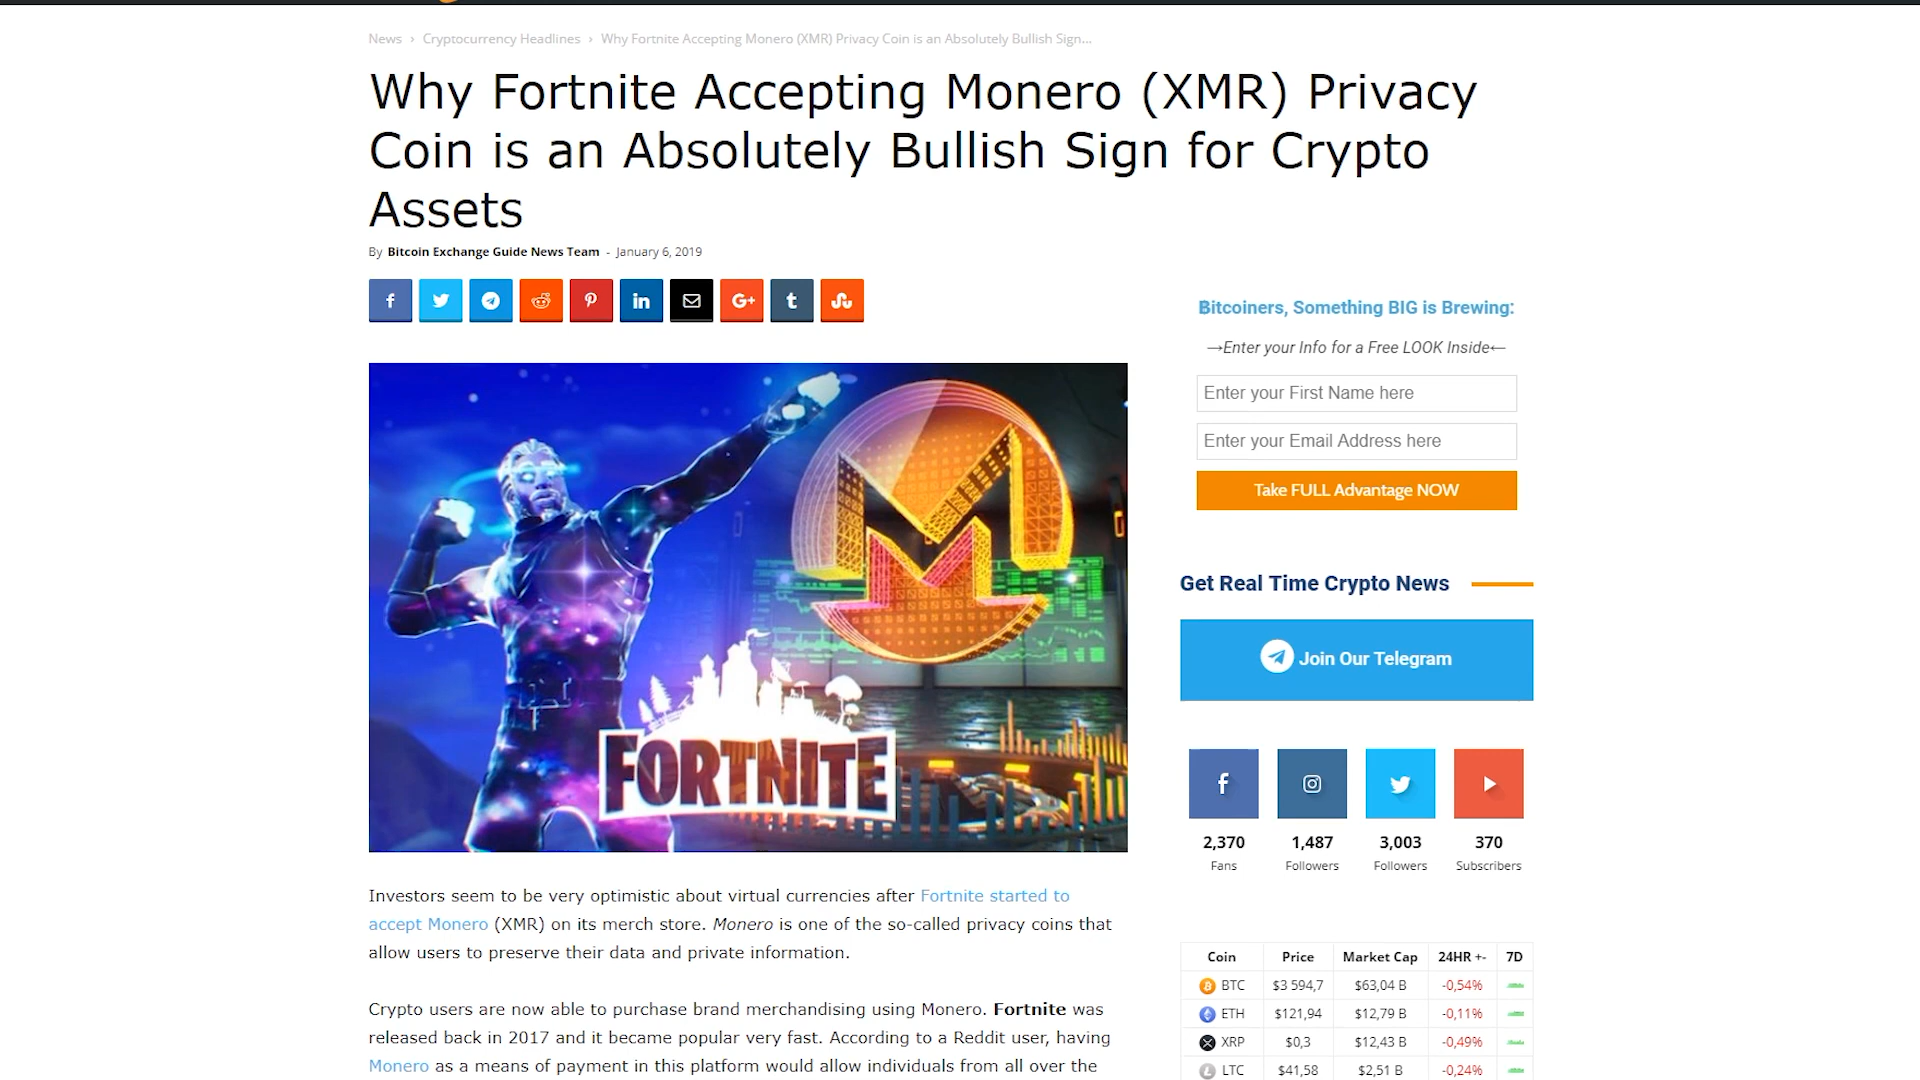 News › Cryptocurrency Headlines › Why Fortnite Accepting Monero (XMR) Privacy Coin is an Absolutely Bullish Sign...
Why Fortnite Accepting Monero (XMR) Privacy
Coin is an Absolutely Bullish Sign for Crypto
Assets
By Bitcoin Exchange Guide News Team - January 6, 2019
FORTNITE
Investors seem to be very optimistic about virtual currencies after Fortnite started to
accept Monero (XMR) on its merch store. Monero is one of the so-called privacy coins that
allow users to preserve their data and private information.
Crypto users are now able to purchase brand merchandising using Monero. Fortnite was
released back in 2017 and it became popular very fast. According to a Reddit user, having
Monero as a means of payment in this platform would allow individuals from all over the
Bitcoiners, Something BIG is Brewing:
→Enter your Info for a Free LOOK Inside←
Enter your First Name here
Enter your Email Address here
Take FULL Advantage NOW
Get Real Time Crypto News
Join Our Telegram
2,370 1,487 3,003 370
Fans Followers Followers Subscribers
Coin Price Market Cap 24HR +- 7D
BTC $3 594,7 $63,04 B -0,54%
ETH $121,94 $12,79 B -0,11%
XRP $0,3 $12,43 B -0,49%
LTC $41,58 $2,51 B -0,24%